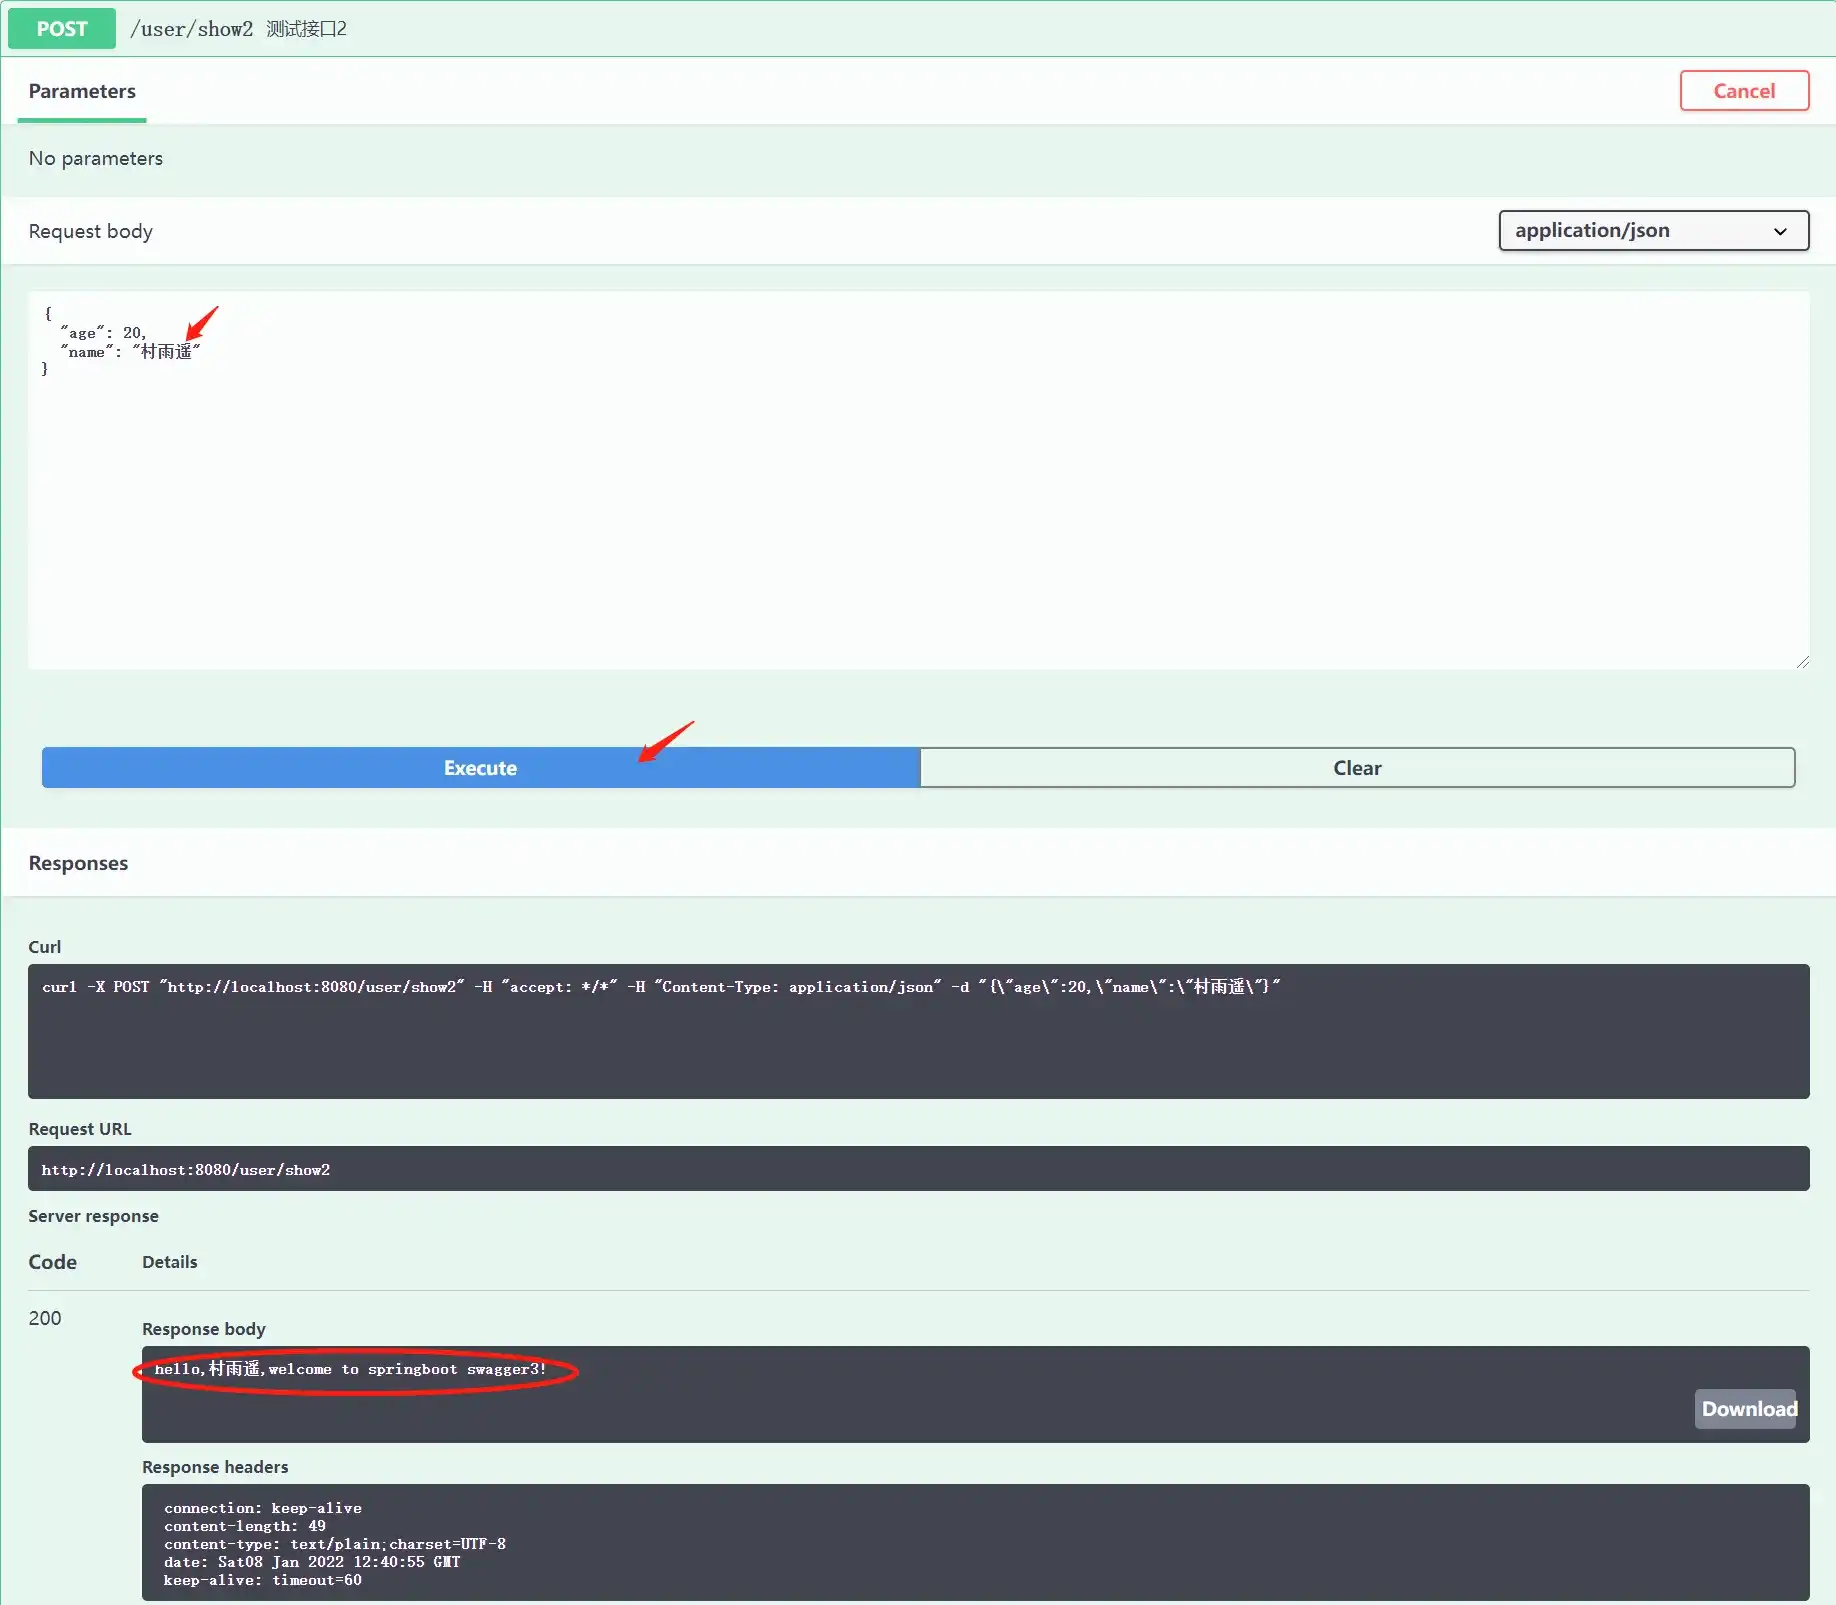 POST /user/show2 测试接口2
Parameters
Cancel
No parameters
Request body
application/json
{
"age": 20,
"name": "村雨遥"
}
Execute
Clear
Responses
Curl
curl -X POST "http://localhost:8080/user/show2" -H "accept: */*" -H "Content-Type: application/json" -d "{\"age\":20,\"name\":\"村雨遥\"}"
Request URL
http://localhost:8080/user/show2
Server response
Code Details
200
Response body
hello,村雨遥,welcome to springboot swagger3!
Download
Response headers
connection: keep-alive
content-length: 49
content-type: text/plain;charset=UTF-8
date: Sat08 Jan 2022 12:40:55 GMT
keep-alive: timeout=60